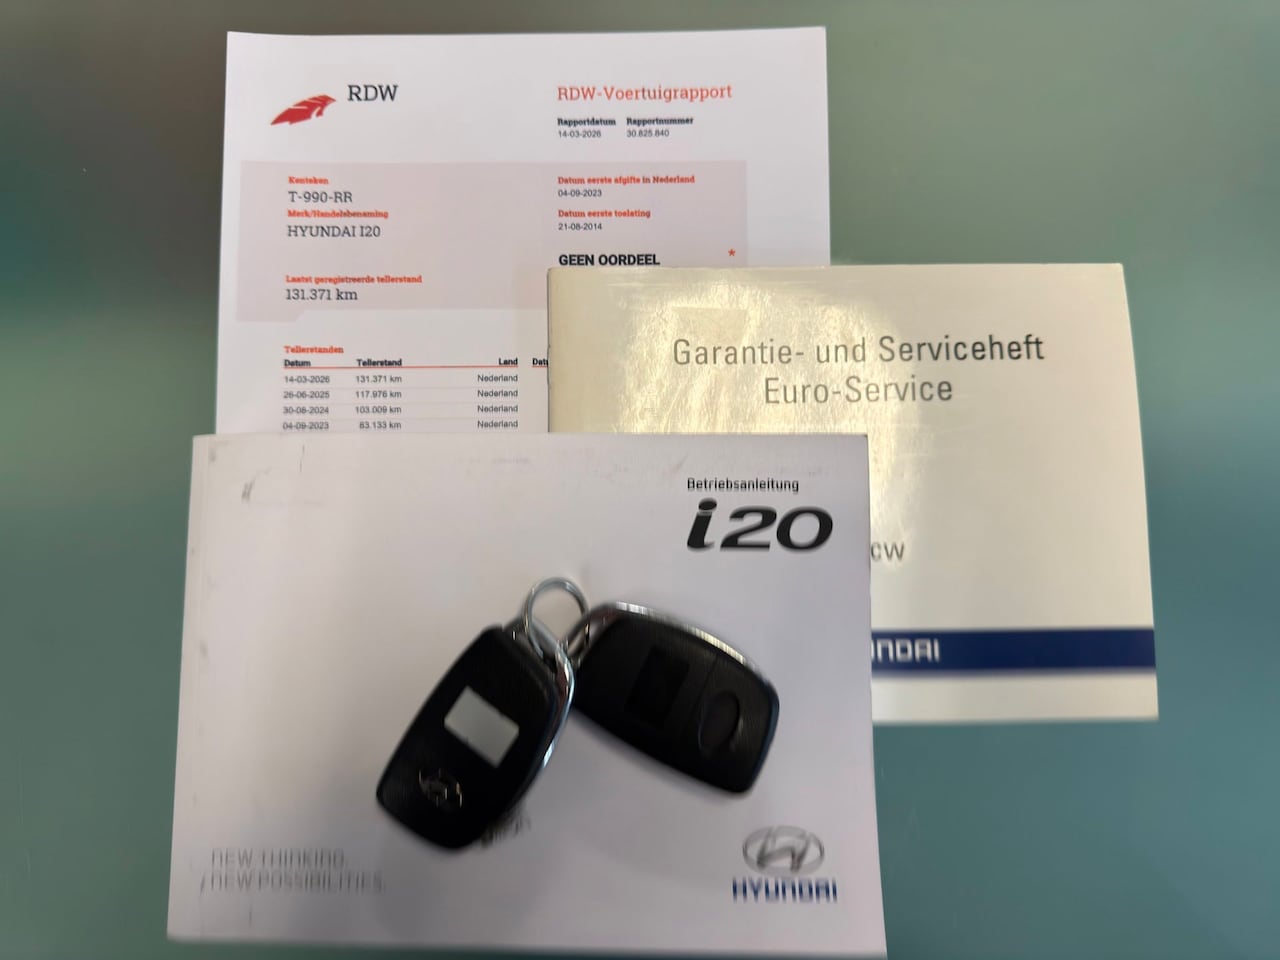 RDW
RDW-Voertuigrapport
Rapportdatum Rapportnummer
14-03-2026 30.825.840
Kenteken
T-990-RR
Merk/Handelsbenaming
HYUNDAI I20
Laatst geregistreerde tellerstand
131.371 km
Datum eerste afgifte in Nederland
04-09-2023
Datum eerste toelating
21-08-2014
GEEN OORDEEL *
Tellerstanden
Datum Tellerstand Land Dat
14-03-2026 131.371 km Nederland
26-06-2025 117.976 km Nederland
30-08-2024 103.009 km Nederland
04-09-2023 83.133 km Nederland
Garantie- und Serviceheft
Euro-Service
CW
HYUNDAI
Betriebsanleitung
i20
NEW THINKING.
NEW POSSIBILITIES.
HYUNDAI